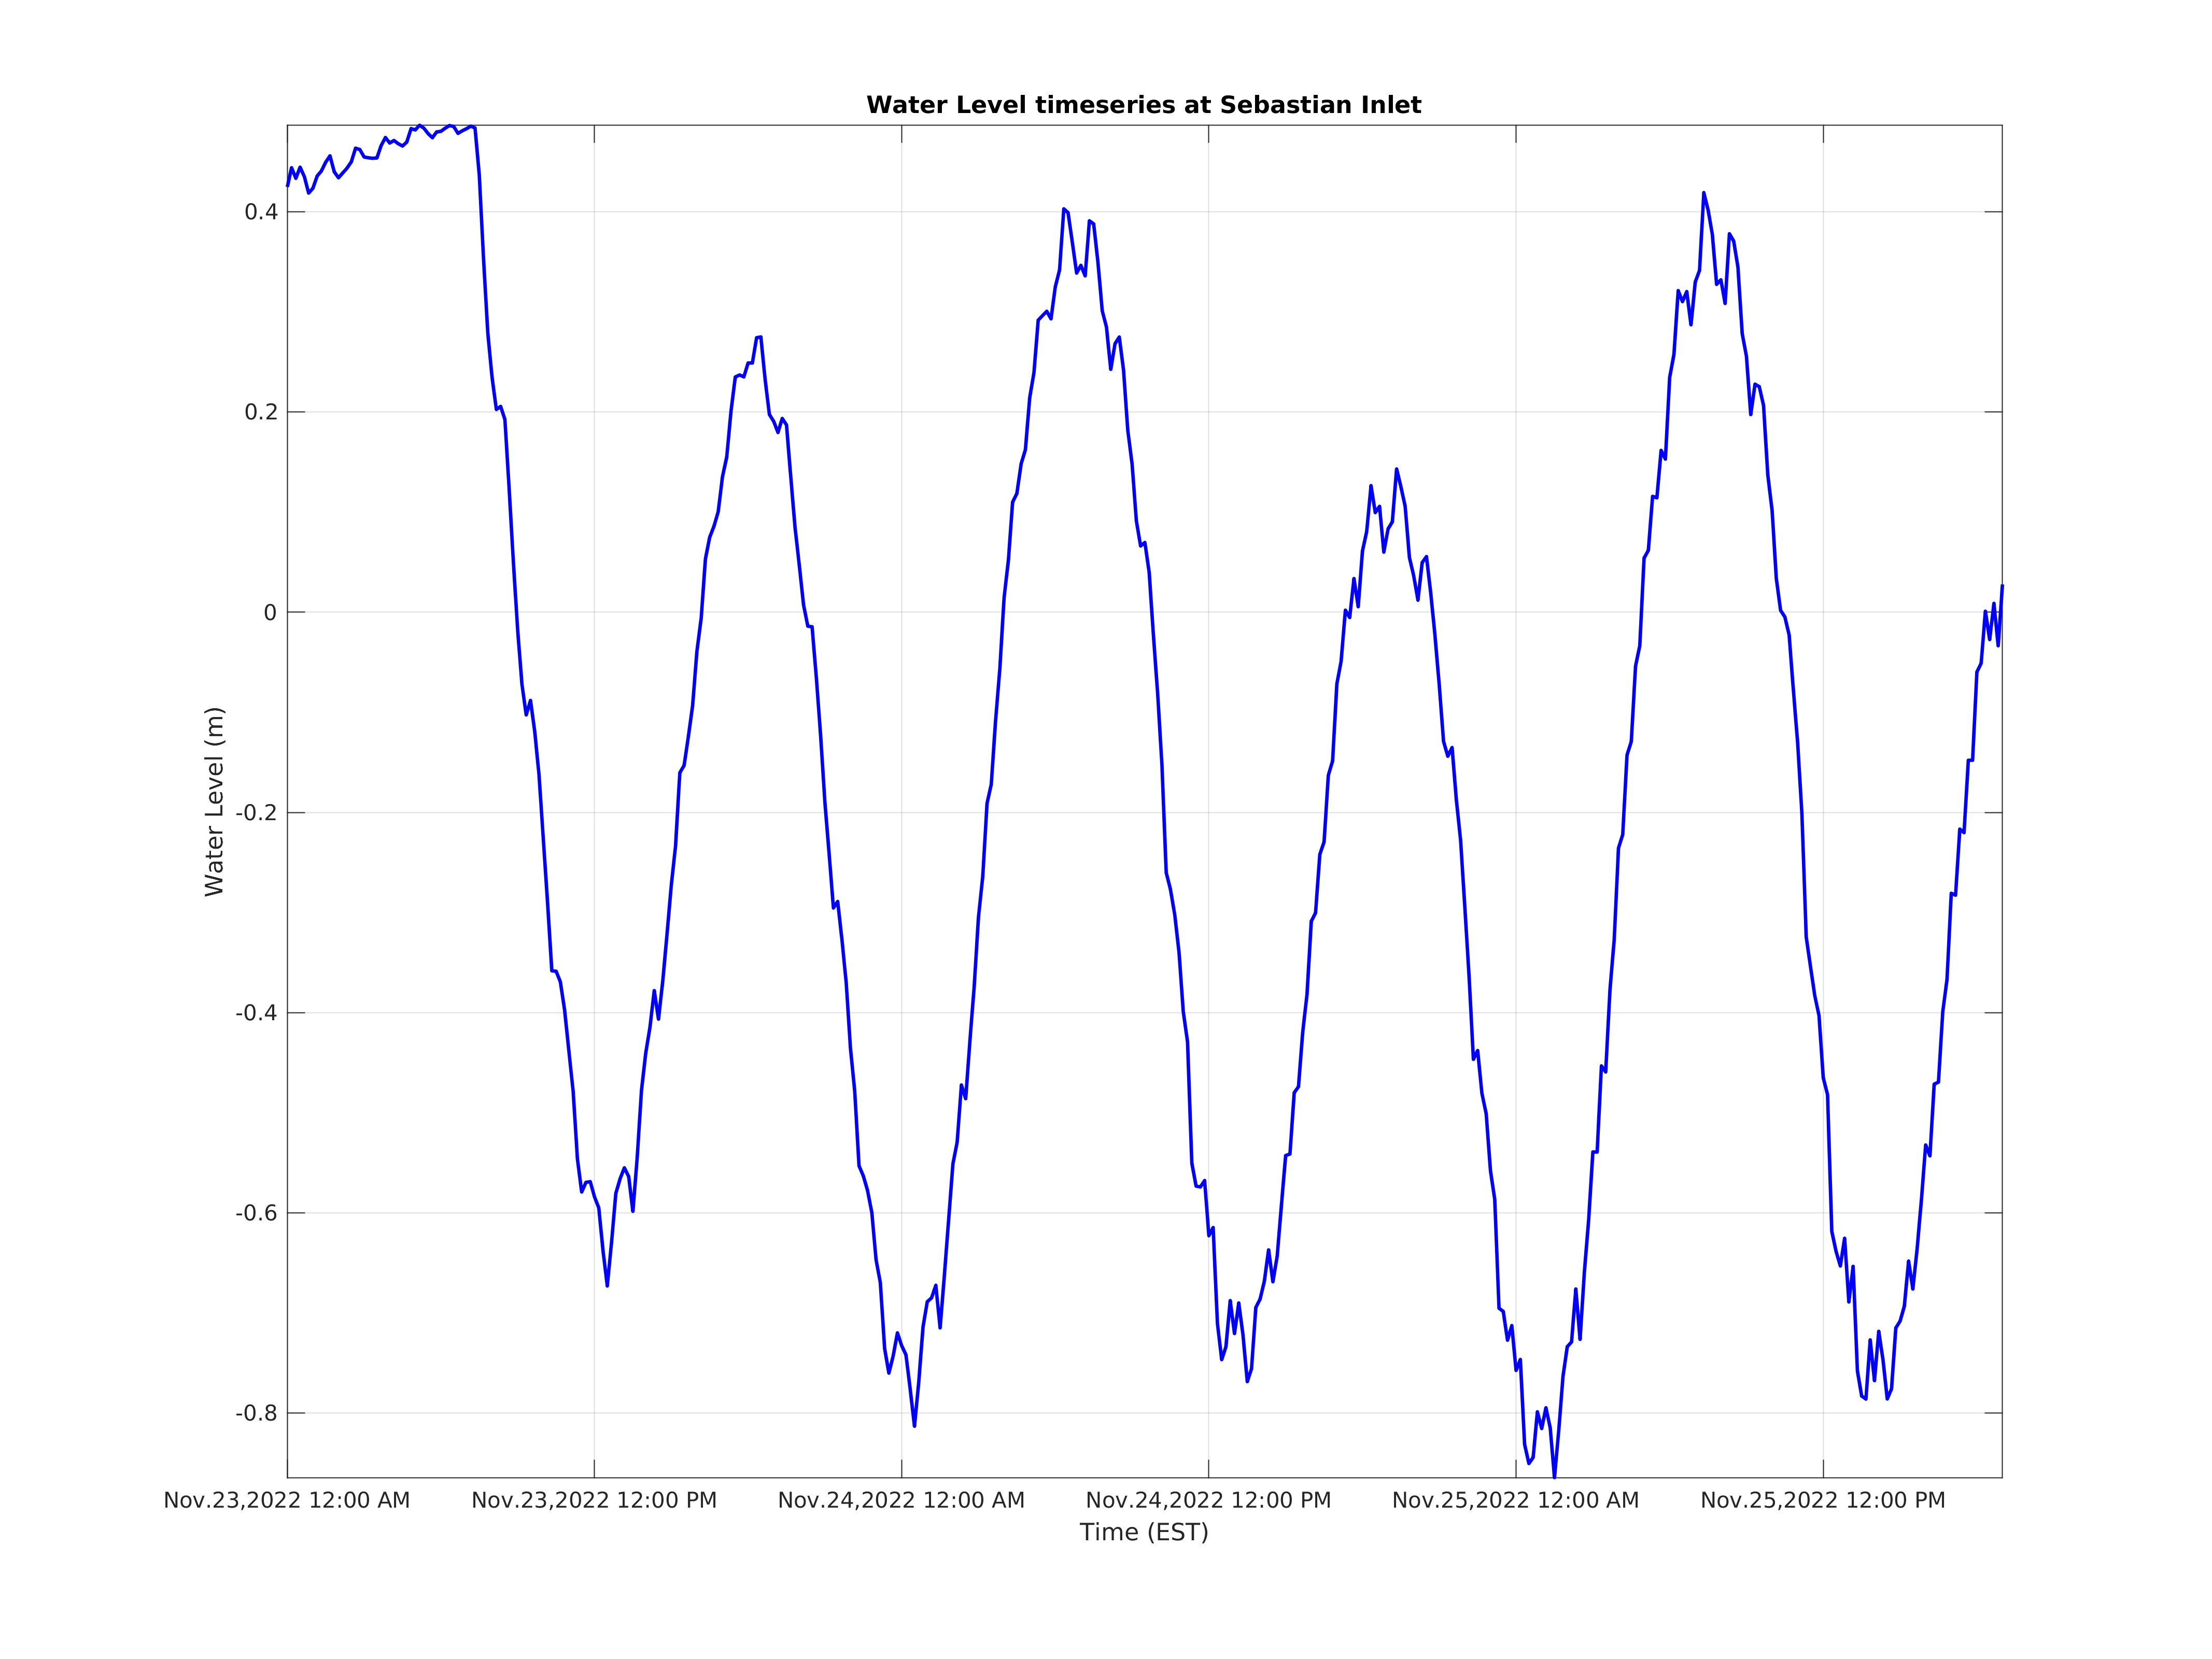 Water Level timeseries at Sebastian Inlet
0.4
0.2
0
-0.2
-0.4
-0.6
-0.8
Water Level (m)
Nov.23,2022 12:00 AM
Nov.23,2022 12:00 PM
Nov.24,2022 12:00 AM
Nov.24,2022 12:00 PM
Nov.25,2022 12:00 AM
Nov.25,2022 12:00 PM
Time (EST)